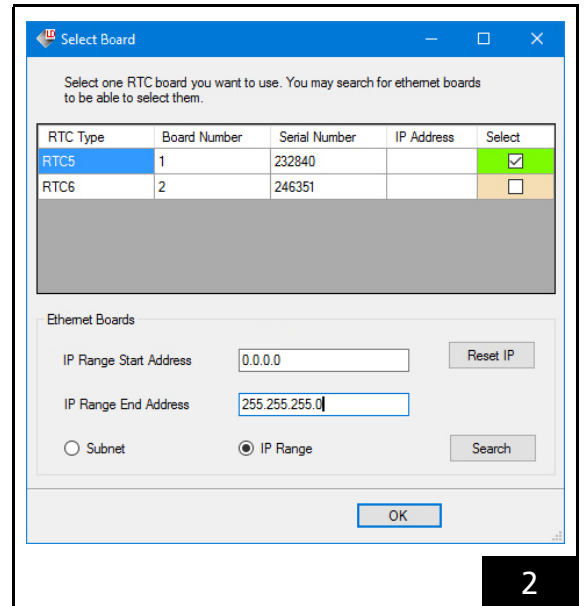 Select Board
Select one RTC board you want to use. You may search for ethernet boards
to be able to select them.
RTC Type Board Number Serial Number IP Address Select
RTC5 1 232840
RTC6 2 246351
Ethernet Boards
IP Range Start Address 0.0.0.0 Reset IP
IP Range End Address 255.255.255.0
Subnet IP Range Search
OK
2